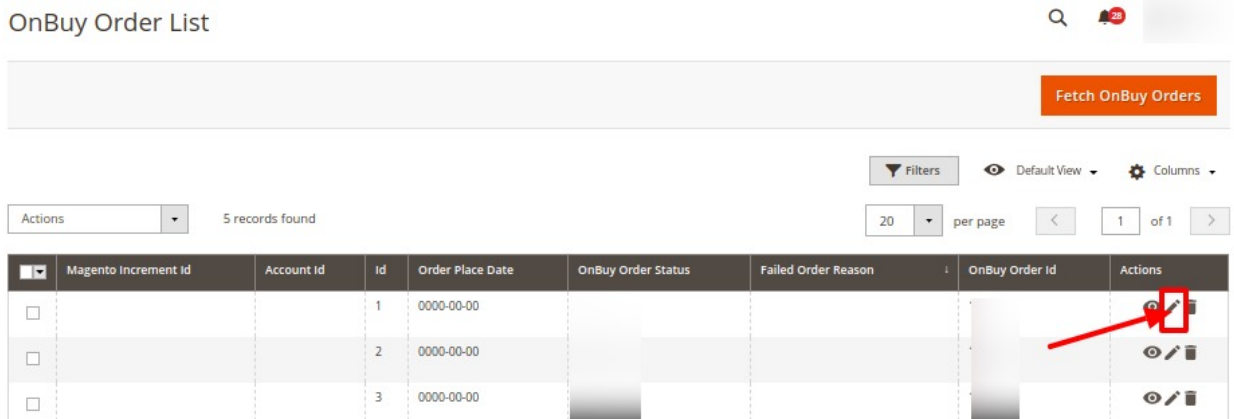 OnBuy Order List
28
Fetch OnBuy Orders
Filters Default View Columns
Actions 5 records found 20 per page 1 of 1
Magento Increment Id Account Id Id Order Place Date OnBuy Order Status Failed Order Reason ↓ OnBuy Order Id Actions
1 0000-00-00
2 0000-00-00
3 0000-00-00